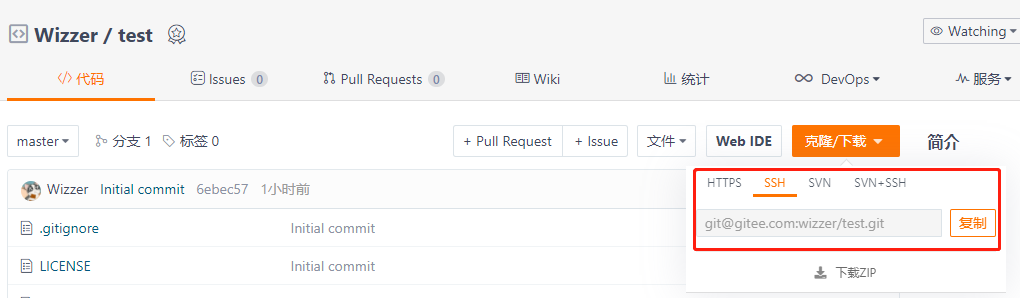 Wizzer / test
Watching
代码 Issues 0 Pull Requests 0 Wiki 统计 DevOps 服务
master 分支 1 标签 0 + Pull Request + Issue 文件 Web IDE 克隆/下载 简介
Wizzer Initial commit 6ebec57 1小时前
HTTPS SSH SVN SVN+SSH
.gitignore Initial commit
git@gitee.com:wizzer/test.git 复制
LICENSE Initial commit
下载ZIP